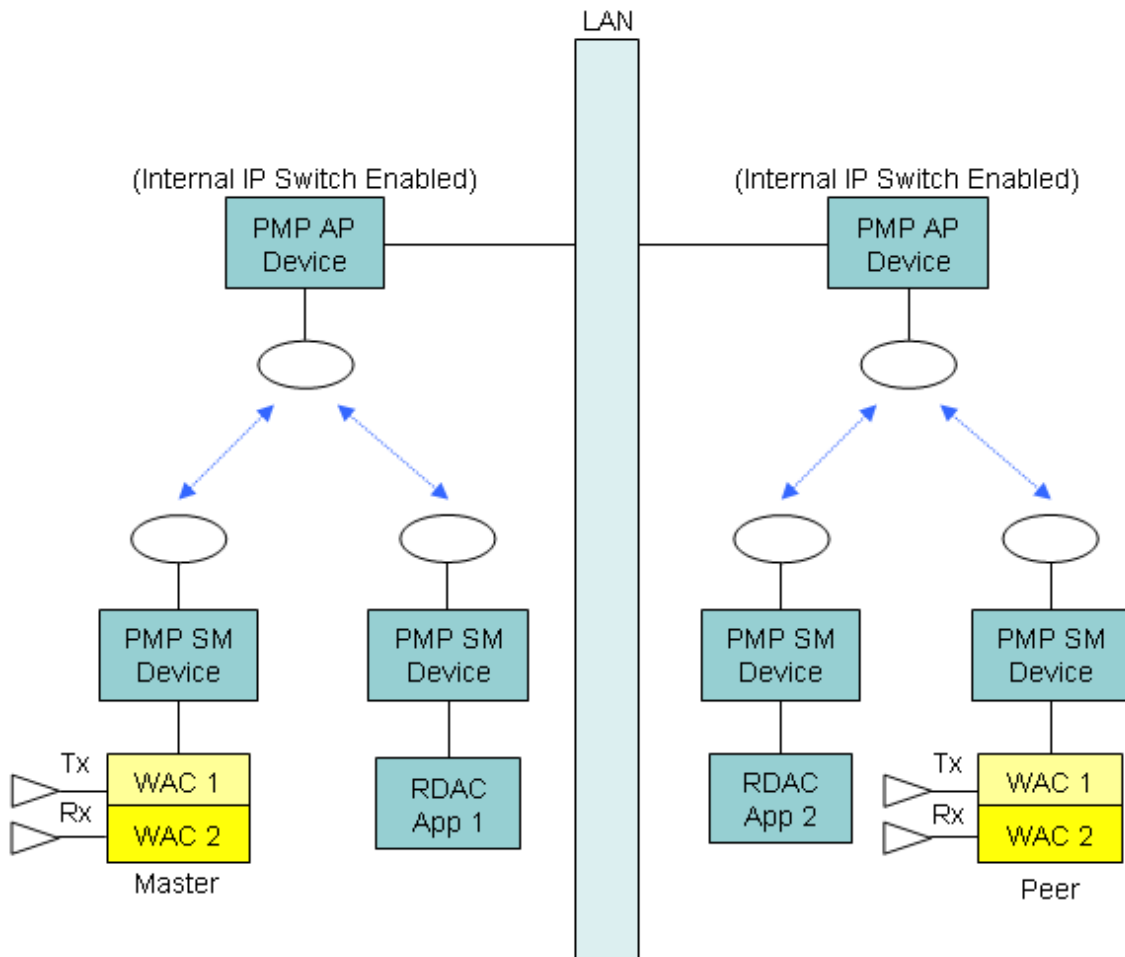 LAN
(Internal IP Switch Enabled)
(Internal IP Switch Enabled)
PMP AP
Device
PMP AP
Device
PMP SM
Device
PMP SM
Device
PMP SM
Device
PMP SM
Device
Tx
Rx
WAC 1
WAC 2
Master
RDAC
App 1
RDAC
App 2
Tx
Rx
WAC 1
WAC 2
Peer